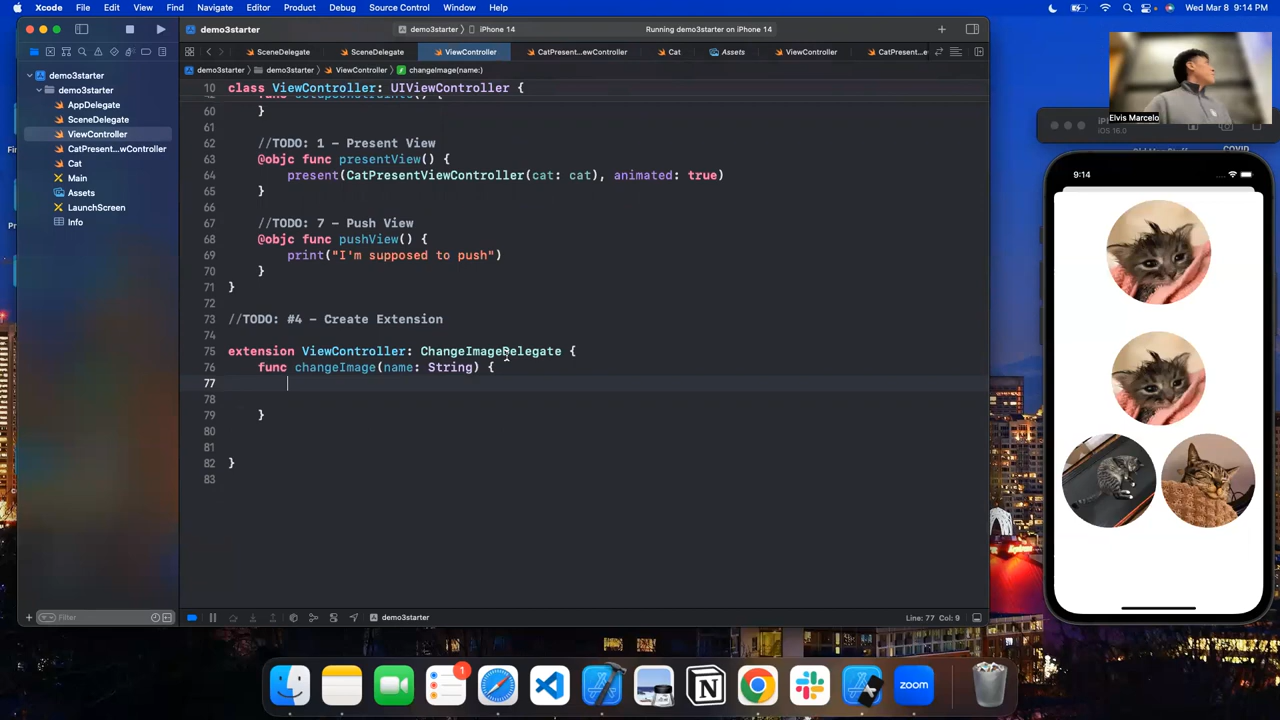 Xcode File Edit View Find Navigate Editor Product Debug Source Control Window Help Wed Mar 8 9:14 PM
demo3starter demo3starter iPhone 14 Running demo3starter on iPhone 14
SceneDelegate SceneDelegate ViewController CatPresent...ewController Cat Assets ViewController CatPresent...e
demo3starter demo3starter ViewController changeImage(name:)
demo3starter
demo3starter
AppDelegate
SceneDelegate
ViewController
CatPresent...wController
Cat
Main
Assets
LaunchScreen
Info
Filter
10 class ViewController: UIViewController {
60 }
61
62 //TODO: 1 - Present View
63 @objc func presentView() {
64 present(CatPresentViewController(cat: cat), animated: true)
65 }
66
67 //TODO: 7 - Push View
68 @objc func pushView() {
69 print("I'm supposed to push")
70 }
71 }
72
73 //TODO: #4 - Create Extension
74
75 extension ViewController: ChangeImageDelegate {
76 func changeImage(name: String) {
77
78
79 }
80
81
82 }
83
demo3starter Line: 77 Col: 9
Elvis Marcelo
iOS 16.0
COVID
9:14
1
zoom